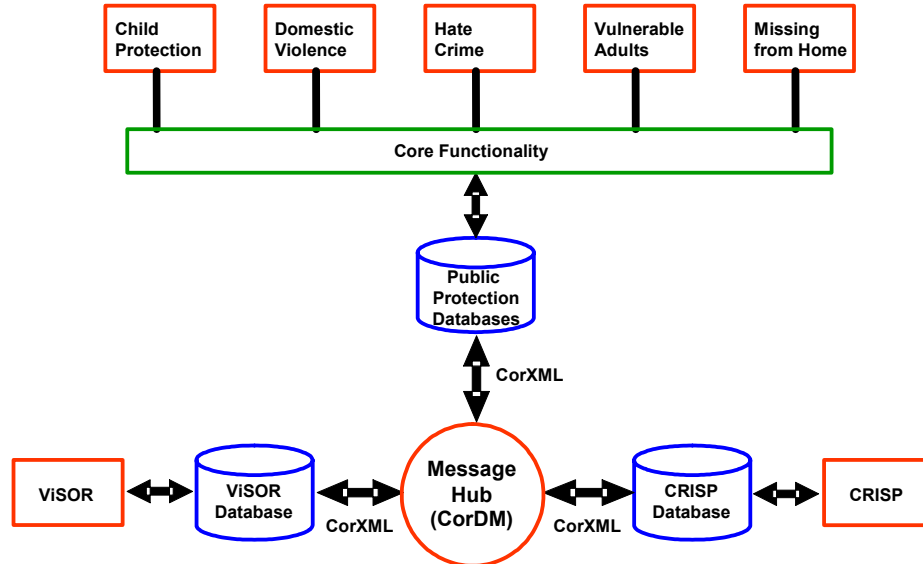 Child
Protection
Domestic
Violence
Hate
Crime
Vulnerable
Adults
Missing
from Home
Core Functionality
Public
Protection
Databases
CorXML
ViSOR
ViSOR
Database
CorXML
Message
Hub
(CorDM)
CorXML
CRISP
Database
CRISP